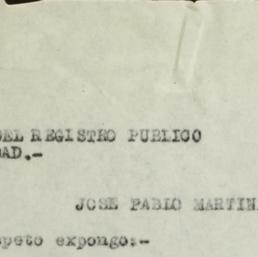 DEL REGISTRO PUBLICO
DAD.-
JOSE PABLO MARTIN
speto expongo:-